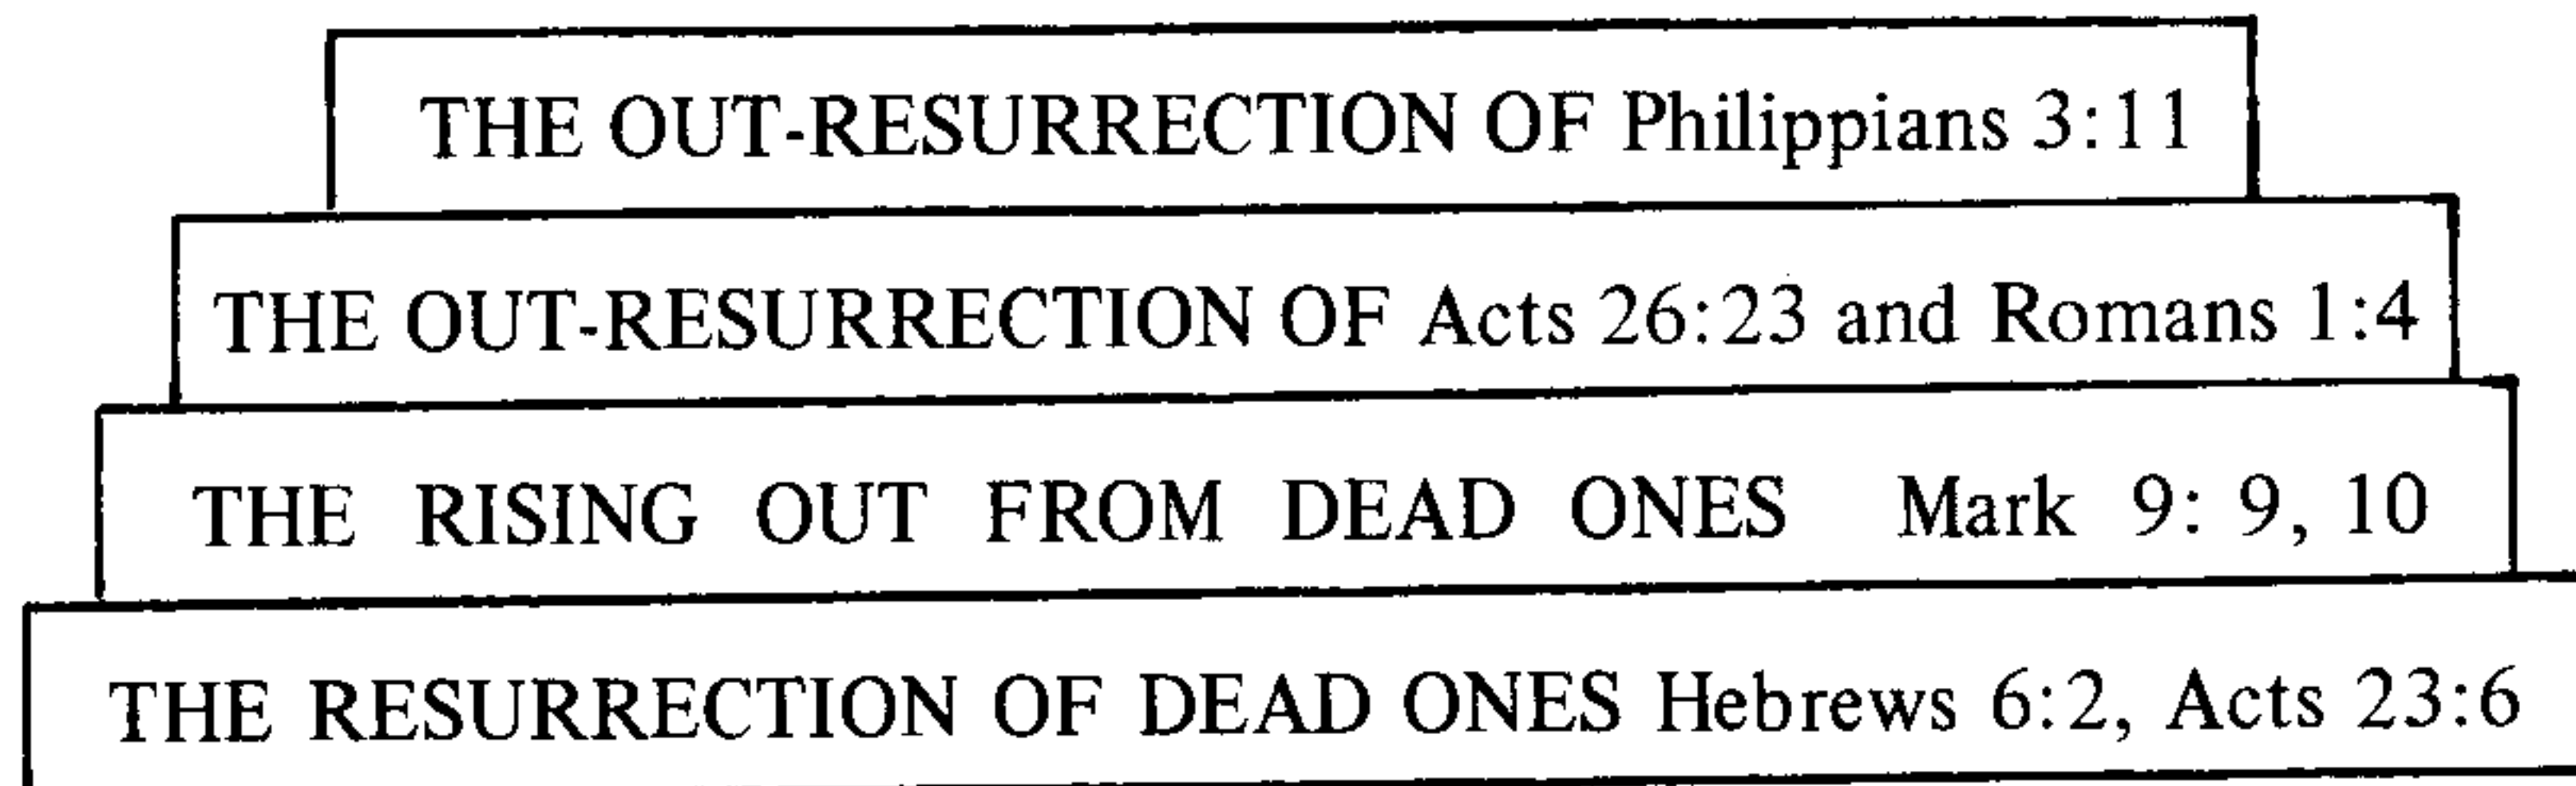 THE OUT-RESURRECTION OF Philippians 3:11
THE OUT-RESURRECTION OF Acts 26:23 and Romans 1:4
THE RISING OUT FROM DEAD ONES Mark 9: 9, 10
THE RESURRECTION OF DEAD ONES Hebrews 6:2, Acts 23:6